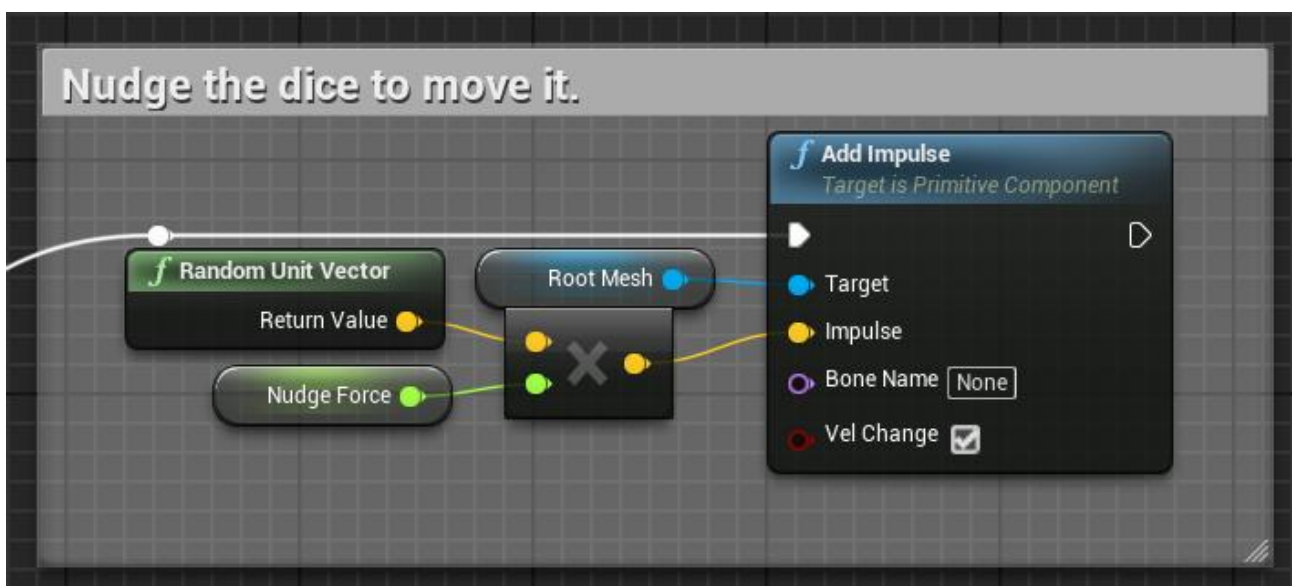 Nudge the dice to move it.
f Add Impulse
Target is Primitive Component
f Random Unit Vector
Return Value
Root Mesh
Target
Impulse
Nudge Force
Bone Name None
Vel Change